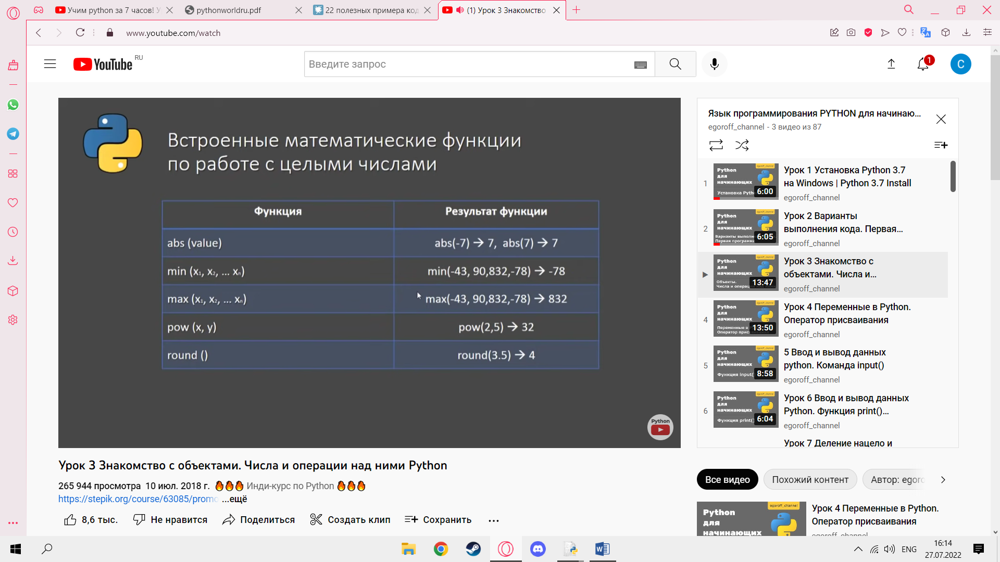 Учим python за 7 часов! У
pythonworldru.pdf
22 полезных примера код
(1) Урок 3 Знакомство
www.youtube.com/watch
YouTube RU
Введите запрос
1
C
Встроенные математические функции
по работе с целыми числами
Функция Результат функции
abs (value) abs(-7) → 7, abs(7) → 7
min (x₁, x₂, ... xₙ) min(-43, 90,832,-78) → -78
max (x₁, x₂, ... xₙ) max(-43, 90,832,-78) → 832
pow (x, y) pow(2,5) → 32
round () round(3.5) → 4
Python
Урок 3 Знакомство с объектами. Числа и операции над ними Python
265 944 просмотра 10 июл. 2018 г. 🔥🔥🔥 Инди-курс по Python 🔥🔥🔥
https://stepik.org/course/63085/promo ...ещё
8,6 тыс. Не нравится Поделиться Создать клип Сохранить
Язык программирования PYTHON для начинаю...
egoroff_channel - 3 видео из 87
1
Python
для
начинающих
egoroff_channel
6:00
Урок 1 Установка Python 3.7
на Windows | Python 3.7 Install
egoroff_channel
2
Python
для
начинающих
egoroff_channel
Первая программа
6:05
Урок 2 Варианты
выполнения кода. Первая...
egoroff_channel
Python
для
начинающих
egoroff_channel
Объекты.
13:47
Урок 3 Знакомство с
объектами. Числа и...
egoroff_channel
4
Python
для
начинающих
egoroff_channel
13:50
Урок 4 Переменные в Python.
Оператор присваивания
egoroff_channel
5
Python
для
начинающих
egoroff_channel
Функция input(
8:58
5 Ввод и вывод данных
python. Команда input()
egoroff_channel
6
Python
для
начинающих
egoroff_channel
Функция print(
6:04
Урок 6 Ввод и вывод данных
Python. Функция print()...
egoroff_channel
Урок 7 Деление нацело и
Все видео Похожий контент Автор: egoro
Python
для
начинающих
egoroff_channel
Урок 4 Переменные в Python.
Оператор присваивания
egoroff_channel
ENG
16:14
27.07.2022